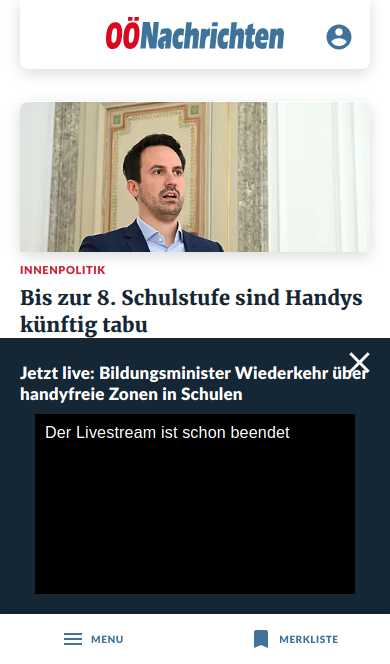 OÖNachrichten
INNENPOLITIK
Bis zur 8. Schulstufe sind Handys
künftig tabu
Jetzt live: Bildungsminister Wiederkehr über
handyfreie Zonen in Schulen
Der Livestream ist schon beendet
MENU
MERKLISTE